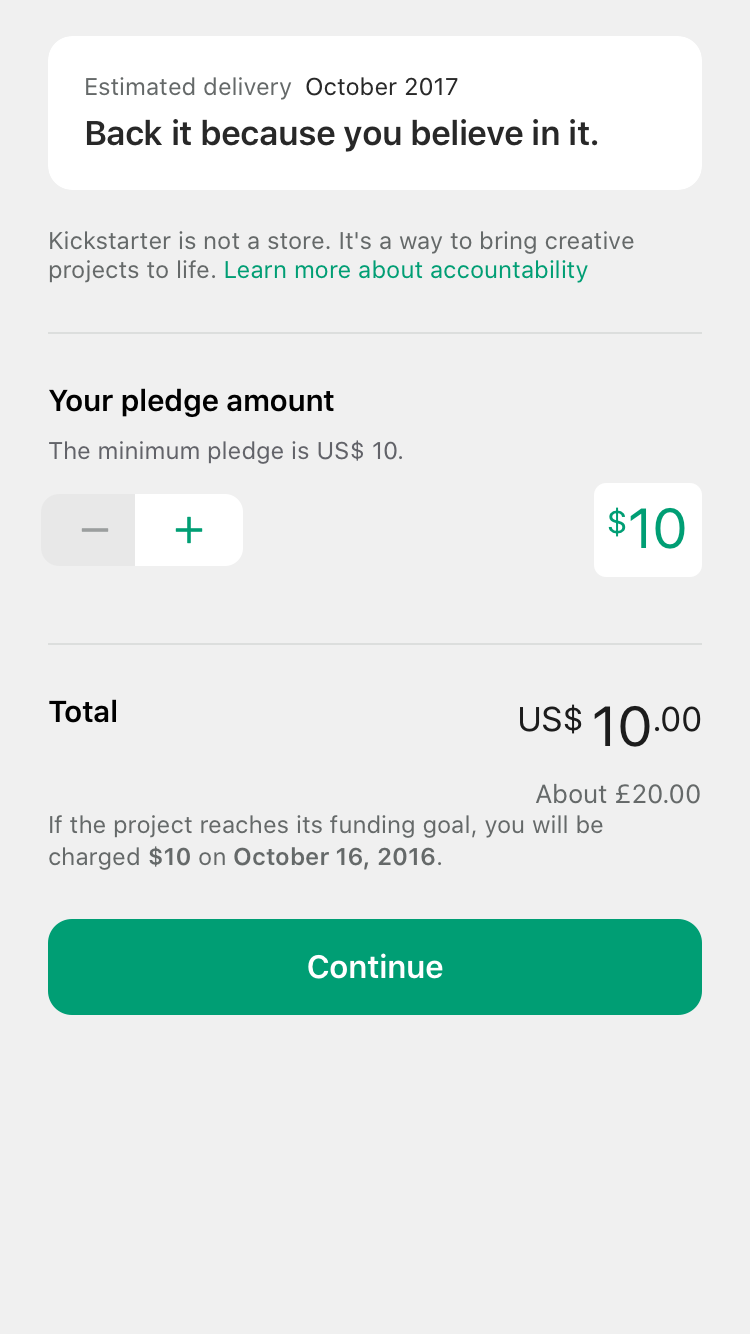 Estimated delivery October 2017
Back it because you believe in it.
Kickstarter is not a store. It's a way to bring creative
projects to life. Learn more about accountability
Your pledge amount
The minimum pledge is US$ 10.
− +
$10
Total
US$ 10.00
About £20.00
If the project reaches its funding goal, you will be
charged $10 on October 16, 2016.
Continue